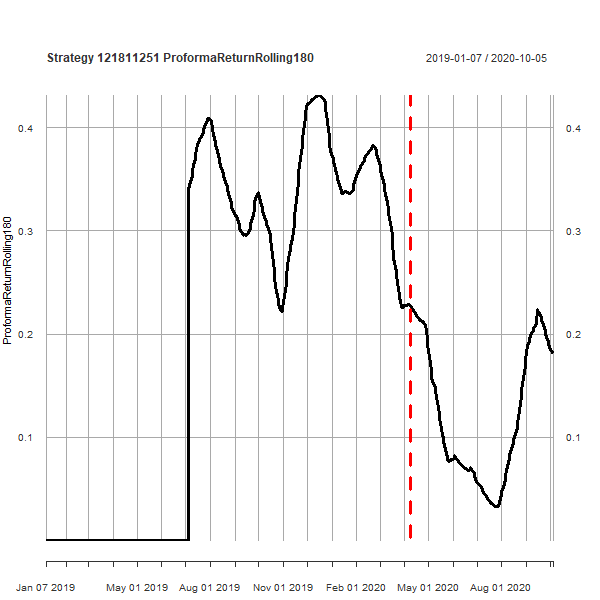 Strategy 121811251 ProformaReturnRolling180
2019-01-07 / 2020-10-05
0.4
0.4
0.3
0.3
0.2
0.2
0.1
0.1
ProformaReturnRolling180
Jan 07 2019
May 01 2019
Aug 01 2019
Nov 01 2019
Feb 01 2020
May 01 2020
Aug 01 2020